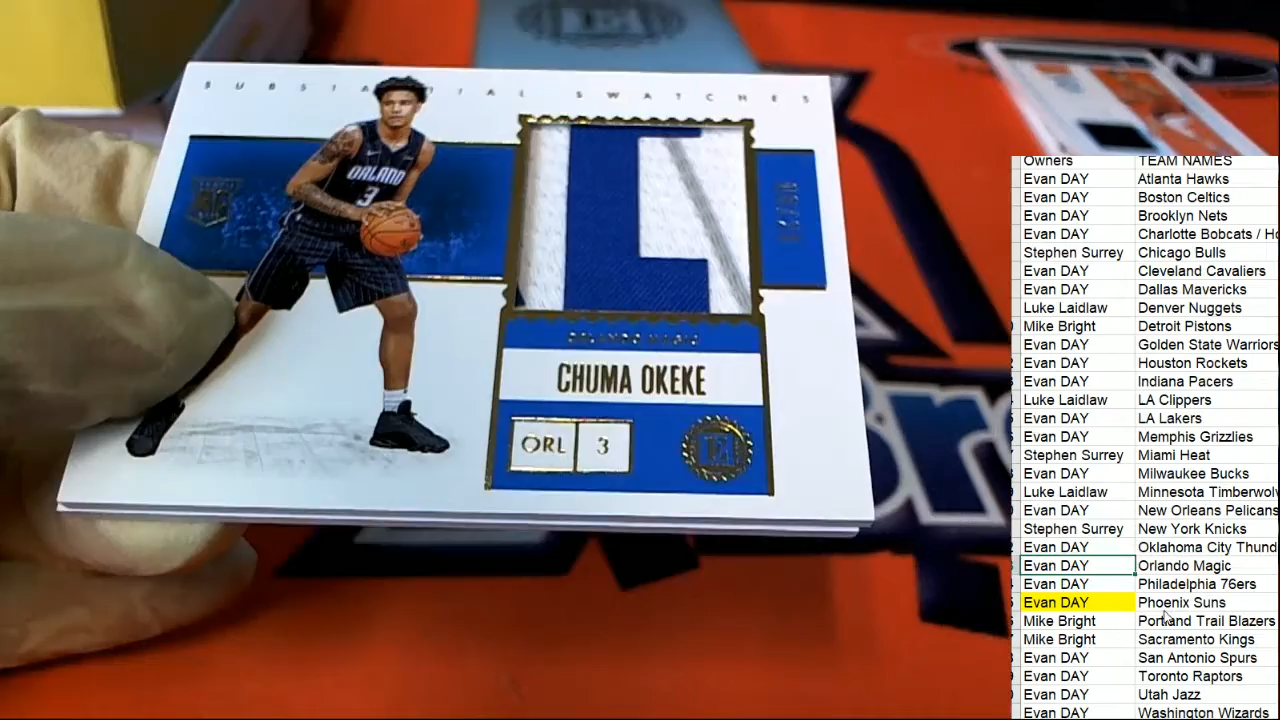 SUBSTANTIAL SWATCHES
ORLANDO
3
ORLANDO MAGIC
CHUMA OKEKE
ORL 3
Owners TEAM NAMES
Evan DAY Atlanta Hawks
Evan DAY Boston Celtics
Evan DAY Brooklyn Nets
Evan DAY Charlotte Bobcats / Ho
Stephen Surrey Chicago Bulls
Evan DAY Cleveland Cavaliers
Evan DAY Dallas Mavericks
Luke Laidlaw Denver Nuggets
Mike Bright Detroit Pistons
Evan DAY Golden State Warriors
Evan DAY Houston Rockets
Evan DAY Indiana Pacers
Luke Laidlaw LA Clippers
Evan DAY LA Lakers
Evan DAY Memphis Grizzlies
Stephen Surrey Miami Heat
Evan DAY Milwaukee Bucks
Luke Laidlaw Minnesota Timberwolv
Evan DAY New Orleans Pelicans
Stephen Surrey New York Knicks
Evan DAY Oklahoma City Thund
Evan DAY Orlando Magic
Evan DAY Philadelphia 76ers
Evan DAY Phoenix Suns
Mike Bright Portland Trail Blazers
Mike Bright Sacramento Kings
Evan DAY San Antonio Spurs
Evan DAY Toronto Raptors
Evan DAY Utah Jazz
Evan DAY Washington Wizards